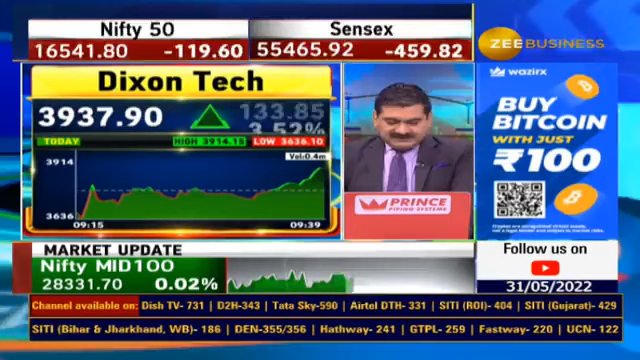 Nifty 50
16541.80 -119.60
Sensex
55465.92 -459.82
ZEE BUSINESS
Dixon Tech
3937.90 133.85
3.52%
TODAY HIGH 3914.15 LOW 3636.10
Vol:0.4m
3914
3636
09:15 09:39
PRINCE
PIPING SYSTEMS
wazirx
BUY
BITCOIN
WITH JUST
₹100
MARKET UPDATE
Nifty MID100
28331.70 0.02%
Follow us on
31/05/2022
Channel available on: Dish TV- 731 | D2H-343 | Tata Sky-590 | Airtel DTH- 331 | SITI (ROI)- 404 | SITI (Gujarat)- 429
SITI (Bihar & Jharkhand, WB)- 186 | DEN-355/356 | Hathway- 241 | GTPL- 259 | Fastway- 220 | UCN- 122